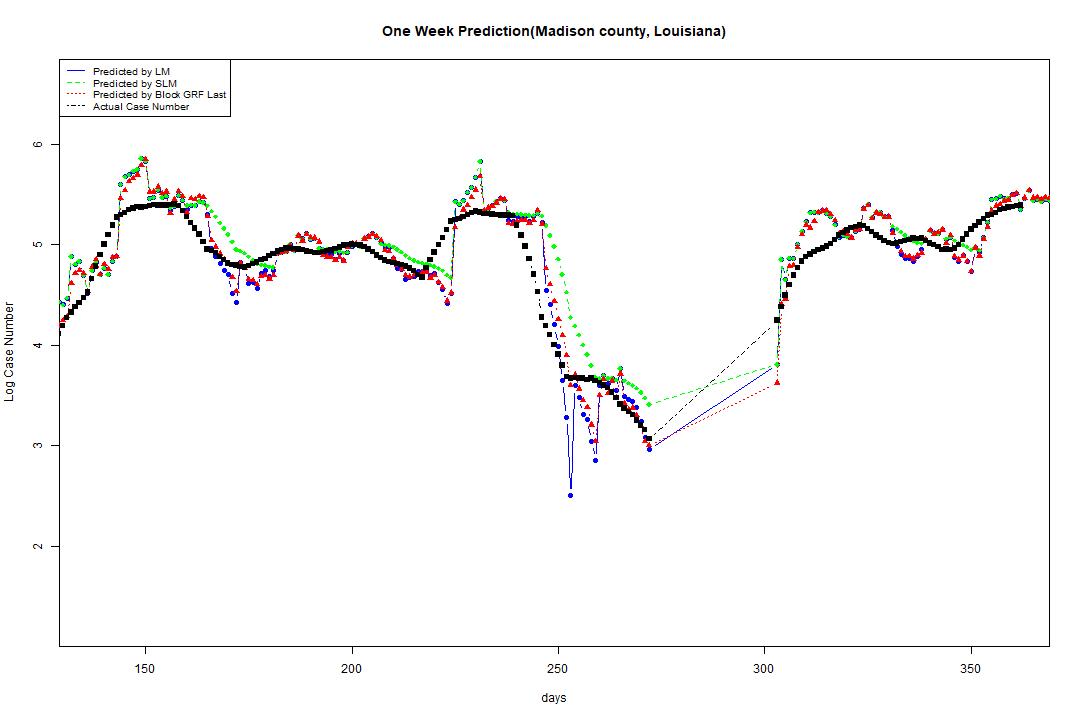 One Week Prediction(Madison county, Louisiana)
Predicted by LM
Predicted by SLM
Predicted by Block GRF Last
Actual Case Number
6
5
4
3
2
Log Case Number
150 200 250 300 350
days